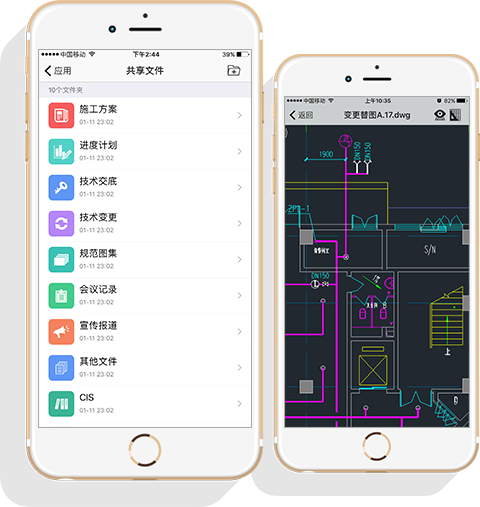 中国移动
下午2:44
39%
应用
共享文件
10个文件夹
施工方案
01-11 23:02
进度计划
01-11 23:02
技术交底
01-11 23:02
技术变更
01-11 23:02
规范图集
01-11 23:02
会议记录
01-11 23:02
宣传报道
01-11 23:02
其他文件
01-11 23:02
CIS
01-11 23:02
中国移动
上午10:35
82%
返回
变更替图A.17.dwg
1900
DN150
DN150
ZP1-1
S/N
DN150
上